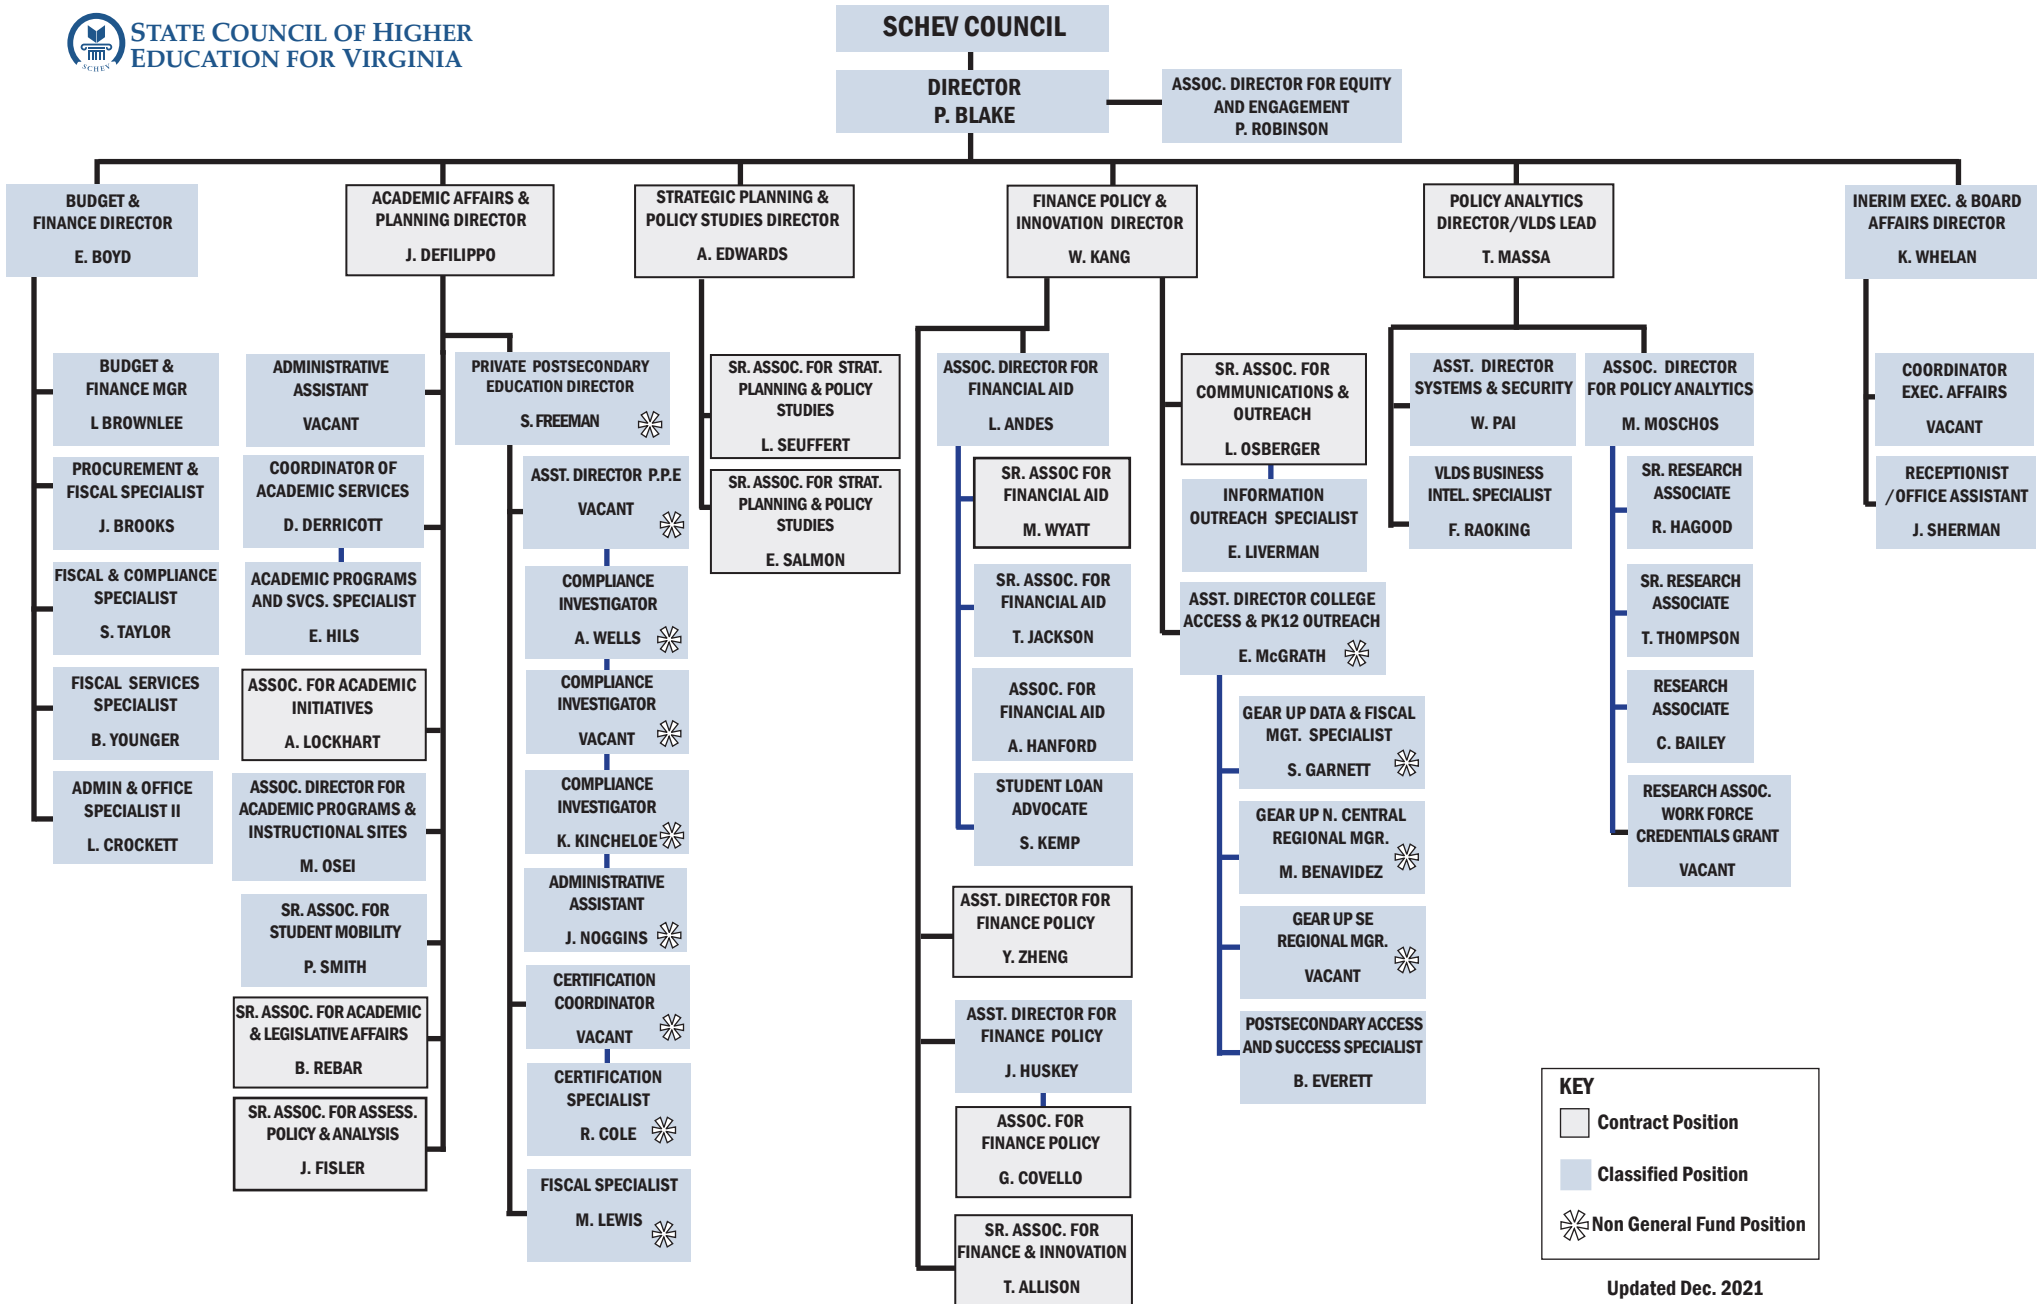 STATE COUNCIL OF HIGHER
EDUCATION FOR VIRGINIA
SCHEV
SCHEV COUNCIL
DIRECTOR
P. BLAKE
ASSOC. DIRECTOR FOR EQUITY
AND ENGAGEMENT
P. ROBINSON
BUDGET &
FINANCE DIRECTOR
E. BOYD
BUDGET &
FINANCE MGR
L BROWNLEE
PROCUREMENT &
FISCAL SPECIALIST
J. BROOKS
FISCAL & COMPLIANCE
SPECIALIST
S. TAYLOR
FISCAL SERVICES
SPECIALIST
B. YOUNGER
ADMIN & OFFICE
SPECIALIST II
L. CROCKETT
ACADEMIC AFFAIRS &
PLANNING DIRECTOR
J. DEFILIPPO
ADMINISTRATIVE
ASSISTANT
VACANT
COORDINATOR OF
ACADEMIC SERVICES
D. DERRICOTT
ACADEMIC PROGRAMS
AND SVCS. SPECIALIST
E. HILS
ASSOC. FOR ACADEMIC
INITIATIVES
A. LOCKHART
ASSOC. DIRECTOR FOR
ACADEMIC PROGRAMS &
INSTRUCTIONAL SITES
M. OSEI
SR. ASSOC. FOR
STUDENT MOBILITY
P. SMITH
SR. ASSOC. FOR ACADEMIC
& LEGISLATIVE AFFAIRS
B. REBAR
SR. ASSOC. FOR ASSESS.
POLICY & ANALYSIS
J. FISLER
PRIVATE POSTSECONDARY
EDUCATION DIRECTOR
S. FREEMAN
ASST. DIRECTOR P.P.E
VACANT
COMPLIANCE
INVESTIGATOR
A. WELLS
COMPLIANCE
INVESTIGATOR
VACANT
COMPLIANCE
INVESTIGATOR
K. KINCHELOE
ADMINISTRATIVE
ASSISTANT
J. NOGGINS
CERTIFICATION
COORDINATOR
VACANT
CERTIFICATION
SPECIALIST
R. COLE
FISCAL SPECIALIST
M. LEWIS
STRATEGIC PLANNING &
POLICY STUDIES DIRECTOR
A. EDWARDS
SR. ASSOC. FOR STRAT.
PLANNING & POLICY
STUDIES
L. SEUFFERT
SR. ASSOC. FOR STRAT.
PLANNING & POLICY
STUDIES
E. SALMON
FINANCE POLICY &
INNOVATION DIRECTOR
W. KANG
ASSOC. DIRECTOR FOR
FINANCIAL AID
L. ANDES
SR. ASSOC FOR
FINANCIAL AID
M. WYATT
SR. ASSOC. FOR
FINANCIAL AID
T. JACKSON
ASSOC. FOR
FINANCIAL AID
A. HANFORD
STUDENT LOAN
ADVOCATE
S. KEMP
ASST. DIRECTOR FOR
FINANCE POLICY
Y. ZHENG
ASST. DIRECTOR FOR
FINANCE POLICY
J. HUSKEY
ASSOC. FOR
FINANCE POLICY
G. COVELLO
SR. ASSOC. FOR
FINANCE & INNOVATION
T. ALLISON
SR. ASSOC. FOR
COMMUNICATIONS &
OUTREACH
L. OSBERGER
INFORMATION
OUTREACH SPECIALIST
E. LIVERMAN
ASST. DIRECTOR COLLEGE
ACCESS & PK12 OUTREACH
E. McGRATH
GEAR UP DATA & FISCAL
MGT. SPECIALIST
S. GARNETT
GEAR UP N. CENTRAL
REGIONAL MGR.
M. BENAVIDEZ
GEAR UP SE
REGIONAL MGR.
VACANT
POSTSECONDARY ACCESS
AND SUCCESS SPECIALIST
B. EVERETT
POLICY ANALYTICS
DIRECTOR/VLDS LEAD
T. MASSA
ASST. DIRECTOR
SYSTEMS & SECURITY
W. PAI
VLDS BUSINESS
INTEL. SPECIALIST
F. RAOKING
ASSOC. DIRECTOR
FOR POLICY ANALYTICS
M. MOSCHOS
SR. RESEARCH
ASSOCIATE
R. HAGOOD
SR. RESEARCH
ASSOCIATE
T. THOMPSON
RESEARCH
ASSOCIATE
C. BAILEY
RESEARCH ASSOC.
WORK FORCE
CREDENTIALS GRANT
VACANT
INERIM EXEC. & BOARD
AFFAIRS DIRECTOR
K. WHELAN
COORDINATOR
EXEC. AFFAIRS
VACANT
RECEPTIONIST
/OFFICE ASSISTANT
J. SHERMAN
KEY
Contract Position
Classified Position
Non General Fund Position
Updated Dec. 2021